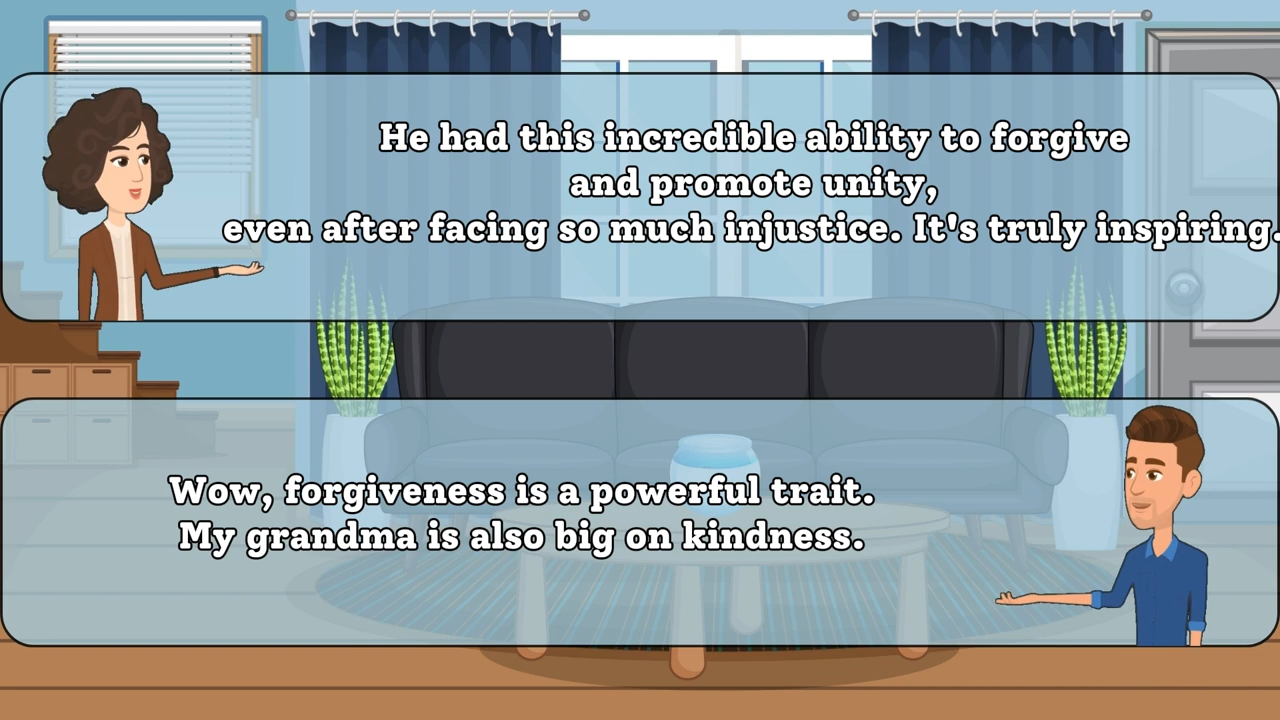 He had this incredible ability to forgive
and promote unity,
even after facing so much injustice. It's truly inspiring.
Wow, forgiveness is a powerful trait.
My grandma is also big on kindness.